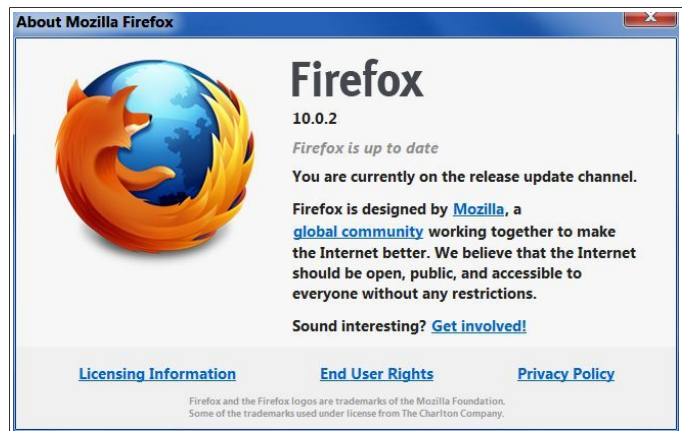 About Mozilla Firefox
Firefox
10.0.2
Firefox is up to date
You are currently on the release update channel.
Firefox is designed by Mozilla, a
global community working together to make
the Internet better. We believe that the Internet
should be open, public, and accessible to
everyone without any restrictions.
Sound interesting? Get involved!
Licensing Information End User Rights Privacy Policy
Firefox and the Firefox logos are trademarks of the Mozilla Foundation.
Some of the trademarks used under license from The Charlton Company.